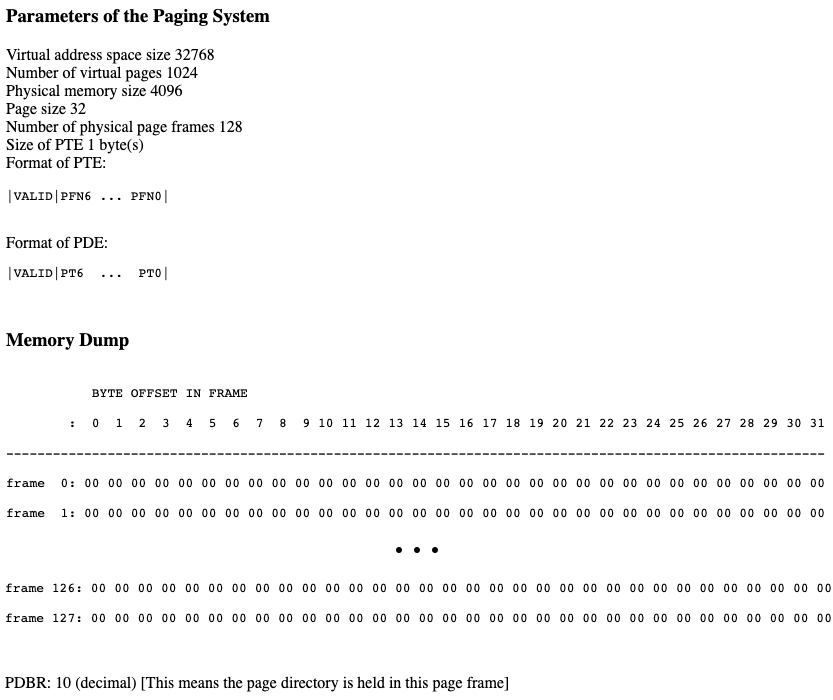 Parameters of the Paging System
Virtual address space size 32768
Number of virtual pages 1024
Physical memory size 4096
Page size 32
Number of physical page frames 128
Size of PTE 1 byte(s)
Format of PTE:
|VALID|PFN6 ... PFN0|
Format of PDE:
|VALID|PT6  ...  PT0|
Memory Dump
BYTE OFFSET IN FRAME
:  0  1  2  3  4  5  6  7  8  9 10 11 12 13 14 15 16 17 18 19 20 21 22 23 24 25 26 27 28 29 30 31
---------------------------------------------------------------------------------------------------------
frame  0: 00 00 00 00 00 00 00 00 00 00 00 00 00 00 00 00 00 00 00 00 00 00 00 00 00 00 00 00 00 00 00 00
frame  1: 00 00 00 00 00 00 00 00 00 00 00 00 00 00 00 00 00 00 00 00 00 00 00 00 00 00 00 00 00 00 00 00
• • •
frame 126: 00 00 00 00 00 00 00 00 00 00 00 00 00 00 00 00 00 00 00 00 00 00 00 00 00 00 00 00 00 00 00 00
frame 127: 00 00 00 00 00 00 00 00 00 00 00 00 00 00 00 00 00 00 00 00 00 00 00 00 00 00 00 00 00 00 00 00
PDBR: 10 (decimal) [This means the page directory is held in this page frame]